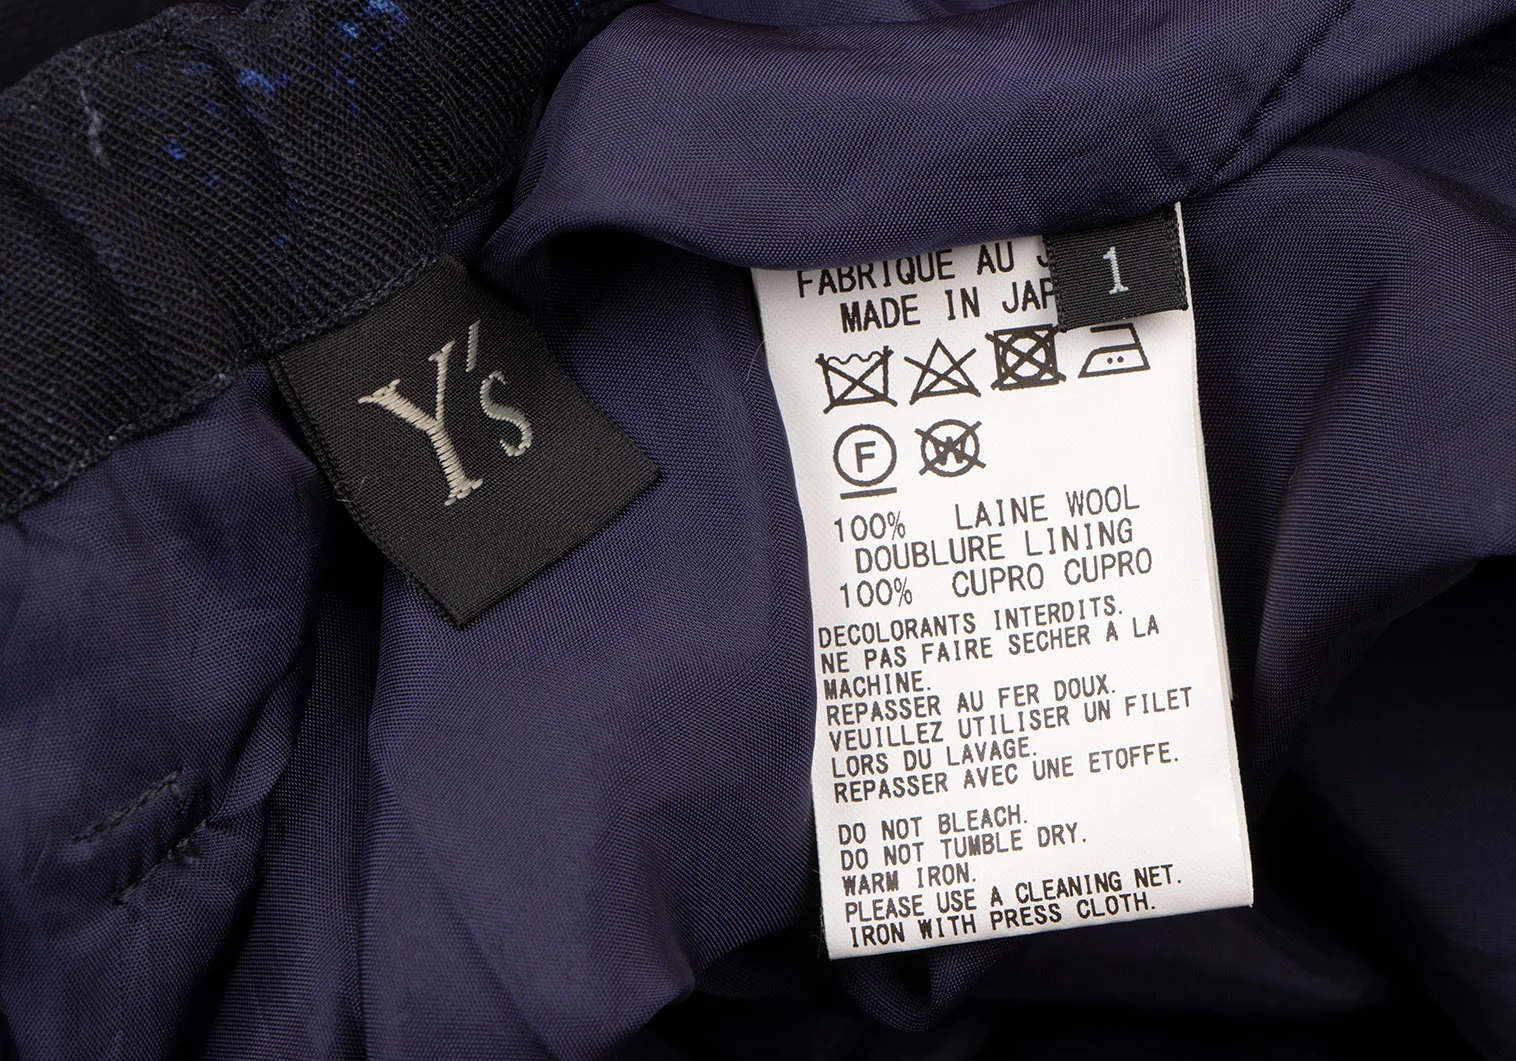 Y's
1
FABRIQUE AU
MADE IN
F
W
100% LAINE WOOL
DOUBLURE LINING
100% CUPRO CUPRO
DECOLORANTS INTERDITS.
NE PAS FAIRE SECHER A LA
MACHINE.
REPASSER AU FER DOUX.
VEUILLEZ UTILISER UN FILET
LORS DU LAVAGE.
REPASSER AVEC UNE ETOFFE.
DO NOT BLEACH.
DO NOT TUMBLE DRY.
WARM IRON.
PLEASE USE A CLEANING NET.
IRON WITH PRESS CLOTH.